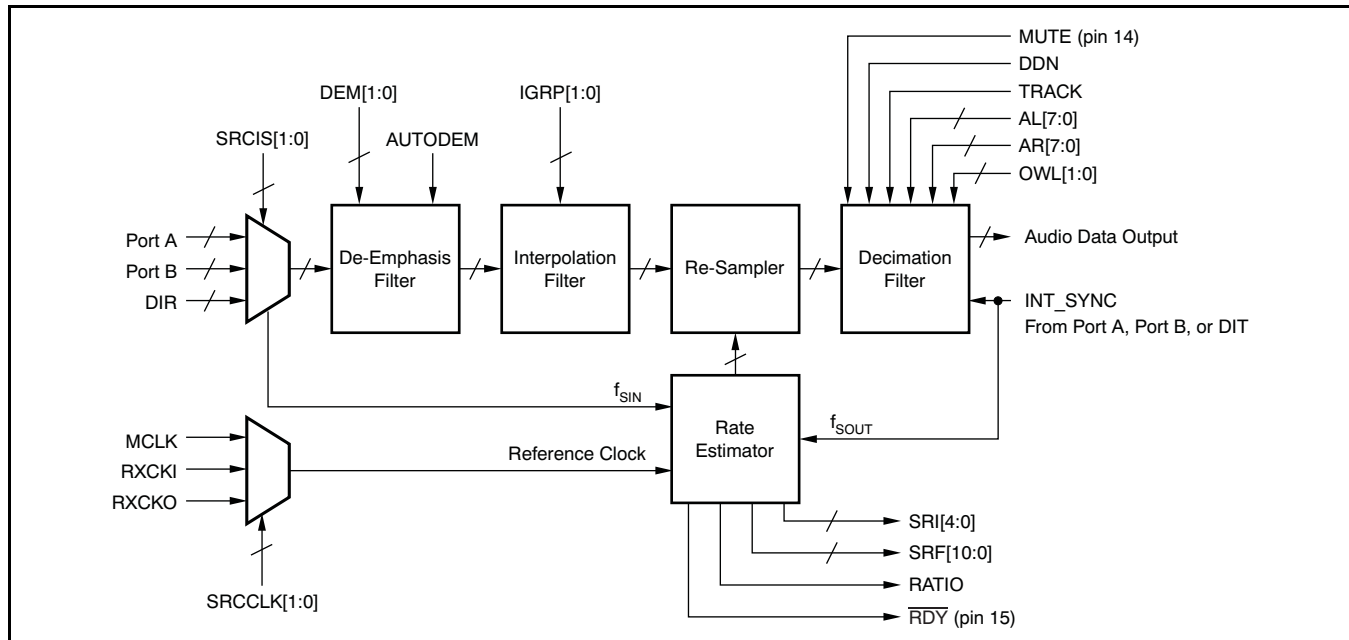 MUTE (pin 14)
DDN
TRACK
AL[7:0]
AR[7:0]
OWL[1:0]
DEM[1:0]
IGRP[1:0]
SRCIS[1:0]
AUTODEM
Port A
Port B
DIR
De-Emphasis
Filter
Interpolation
Filter
Re-Sampler
Decimation
Filter
Audio Data Output
INT_SYNC
From Port A, Port B, or DIT
fSIN
fSOUT
Rate
Estimator
MCLK
RXCKI
RXCKO
Reference Clock
SRCCLK[1:0]
SRI[4:0]
SRF[10:0]
RATIO
RDY (pin 15)